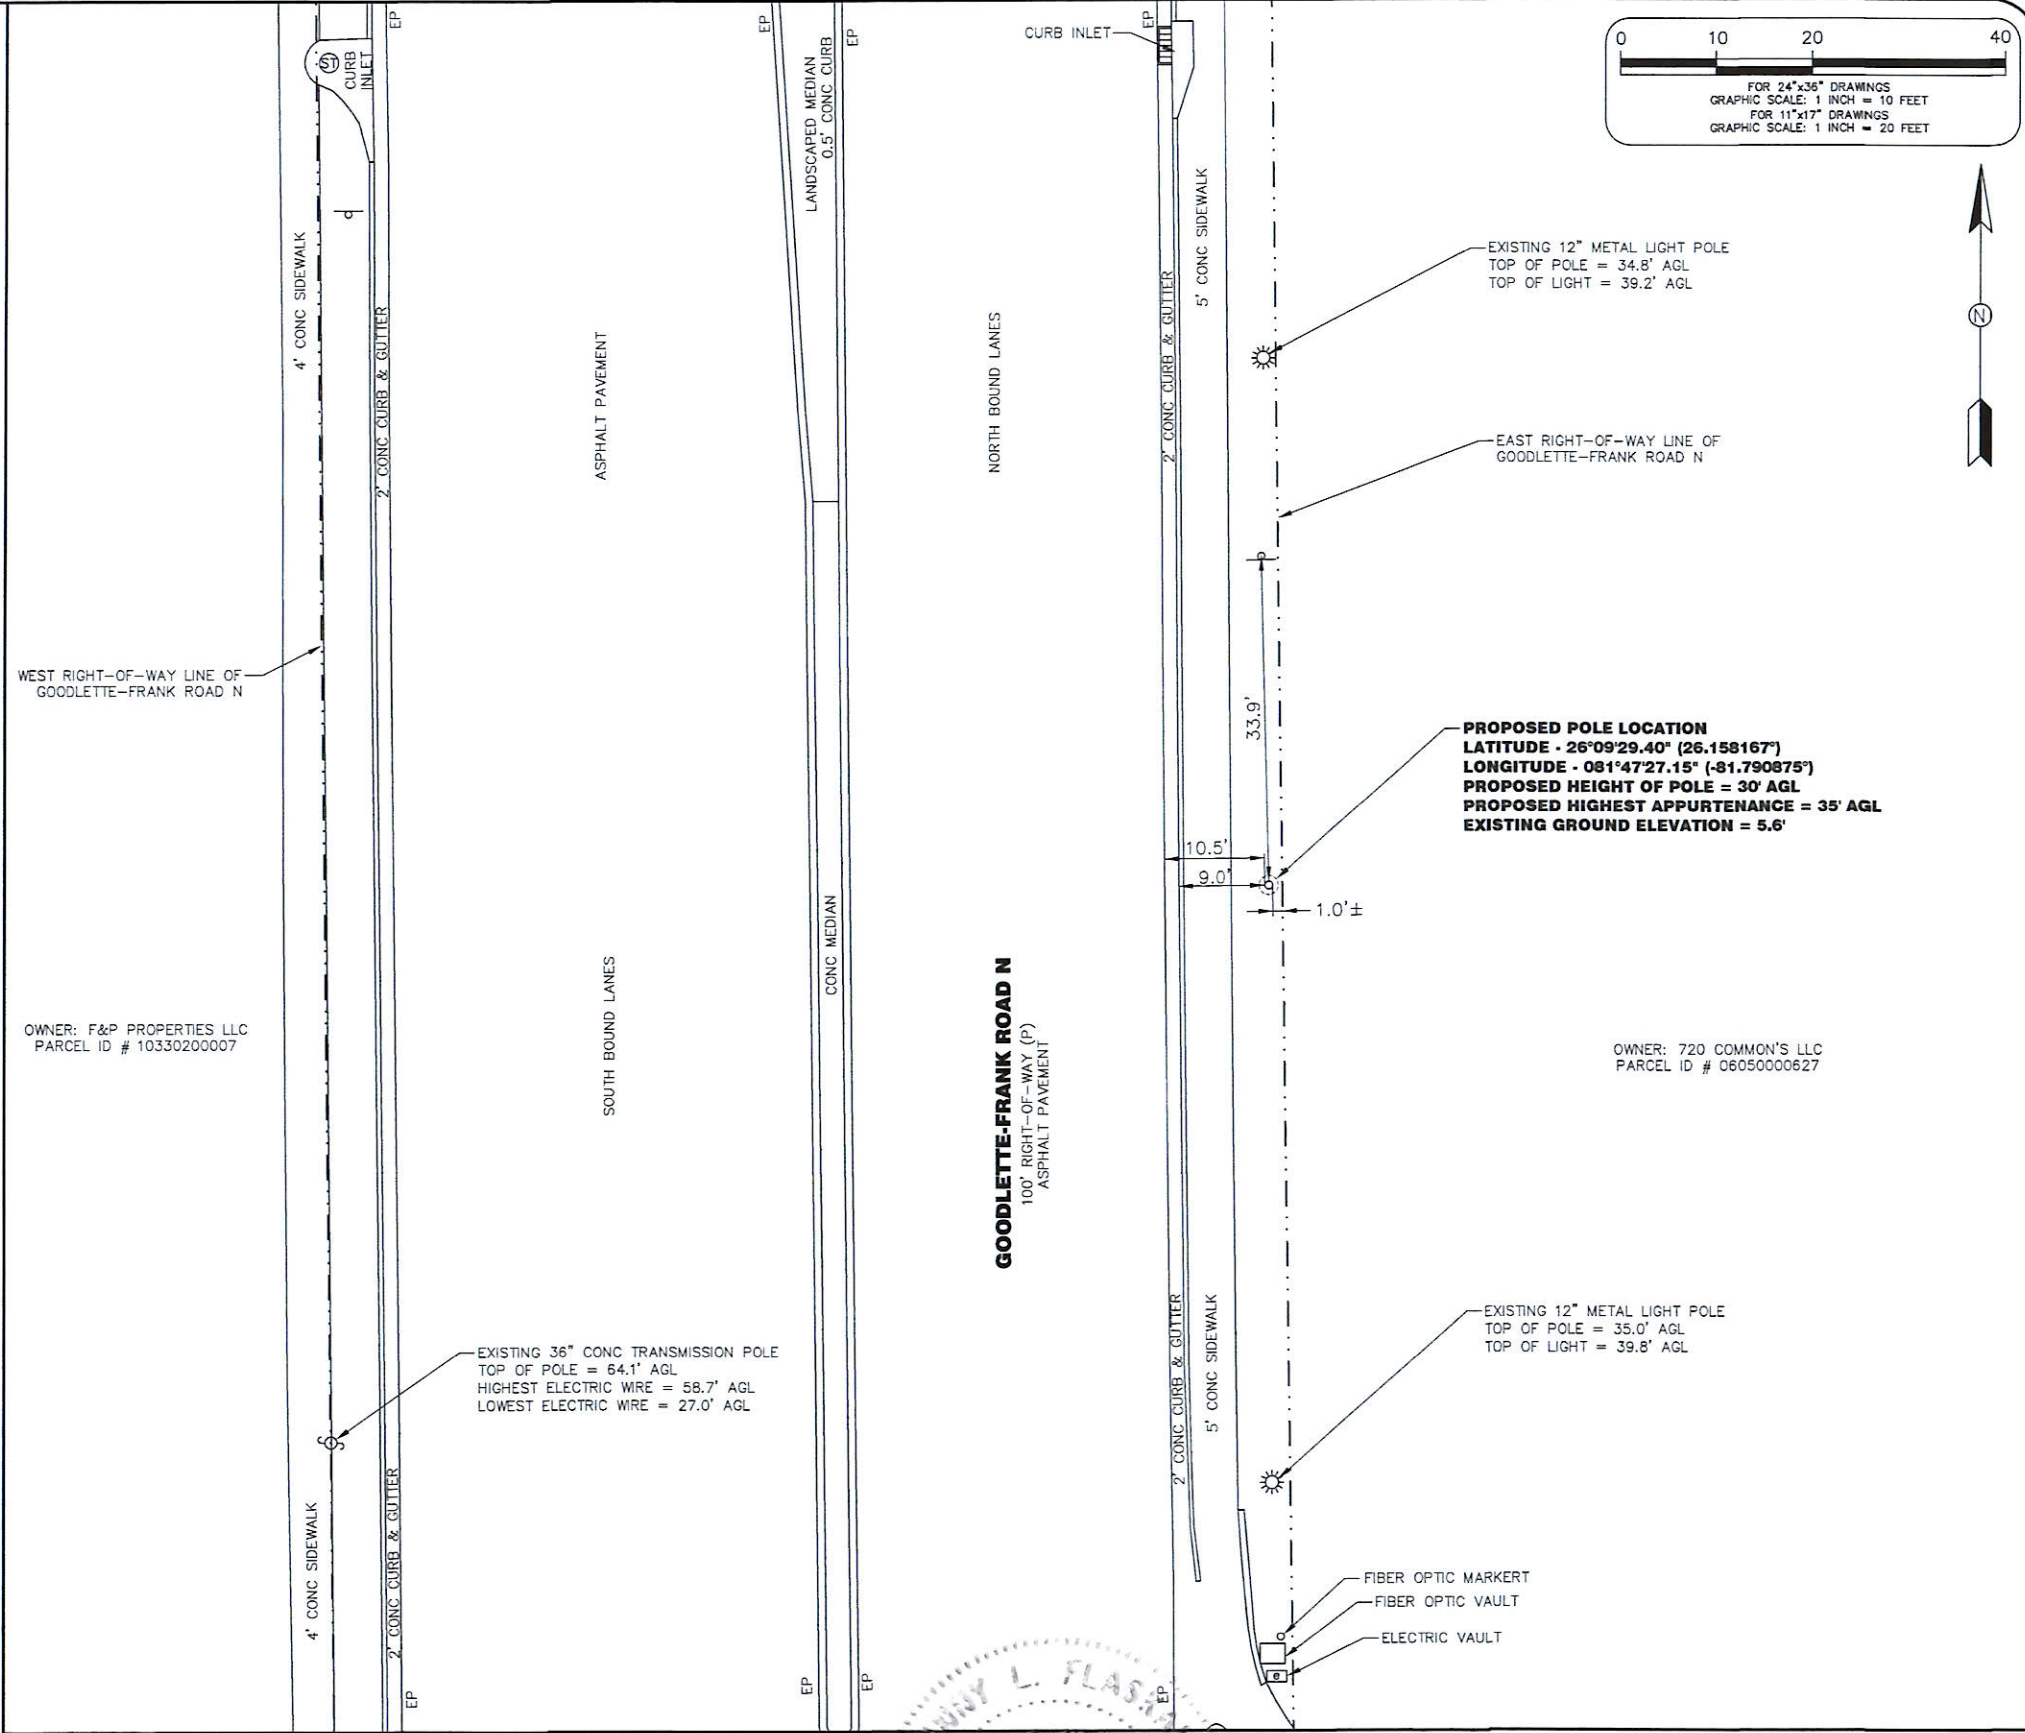 EP
EP
EP
EP
0 10 20 40
FOR 24"x36" DRAWINGS
GRAPHIC SCALE: 1 INCH = 10 FEET
FOR 11"x17" DRAWINGS
GRAPHIC SCALE: 1 INCH = 20 FEET
ST
CURB
INLET
CURB INLET
LANDSCAPED MEDIAN
0.5' CONC CURB
4' CONC SIDEWALK
2' CONC CURB & GUTTER
ASPHALT PAVEMENT
NORTH BOUND LANES
2' CONC CURB & GUTTER
5' CONC SIDEWALK
EXISTING 12" METAL LIGHT POLE
TOP OF POLE = 34.8' AGL
TOP OF LIGHT = 39.2' AGL
N
EAST RIGHT-OF-WAY LINE OF
GOODLETTE-FRANK ROAD N
WEST RIGHT-OF-WAY LINE OF
GOODLETTE-FRANK ROAD N
33.9'
PROPOSED POLE LOCATION
LATITUDE - 26°09'29.40" (26.158167°)
LONGITUDE - 081°47'27.15" (-81.790875°)
PROPOSED HEIGHT OF POLE = 30' AGL
PROPOSED HIGHEST APPURTENANCE = 35' AGL
EXISTING GROUND ELEVATION = 5.6'
10.5'
9.0'
1.0'±
CONC MEDIAN
SOUTH BOUND LANES
GOODLETTE-FRANK ROAD N
100' RIGHT-OF-WAY (P)
ASPHALT PAVEMENT
OWNER: F&P PROPERTIES LLC
PARCEL ID # 10330200007
OWNER: 720 COMMON'S LLC
PARCEL ID # 06050000627
EXISTING 36" CONC TRANSMISSION POLE
TOP OF POLE = 64.1' AGL
HIGHEST ELECTRIC WIRE = 58.7' AGL
LOWEST ELECTRIC WIRE = 27.0' AGL
EXISTING 12" METAL LIGHT POLE
TOP OF POLE = 35.0' AGL
TOP OF LIGHT = 39.8' AGL
4' CONC SIDEWALK
2' CONC CURB & GUTTER
2' CONC CURB & GUTTER
5' CONC SIDEWALK
FIBER OPTIC MARKERT
FIBER OPTIC VAULT
ELECTRIC VAULT
e
EP
EP
EP
EP
L.